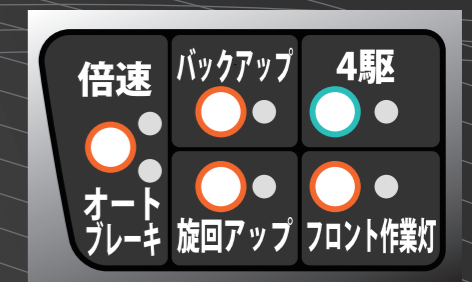 倍速
オート
ブレーキ
バックアップ
4駆
旋回アップ
フロント作業灯